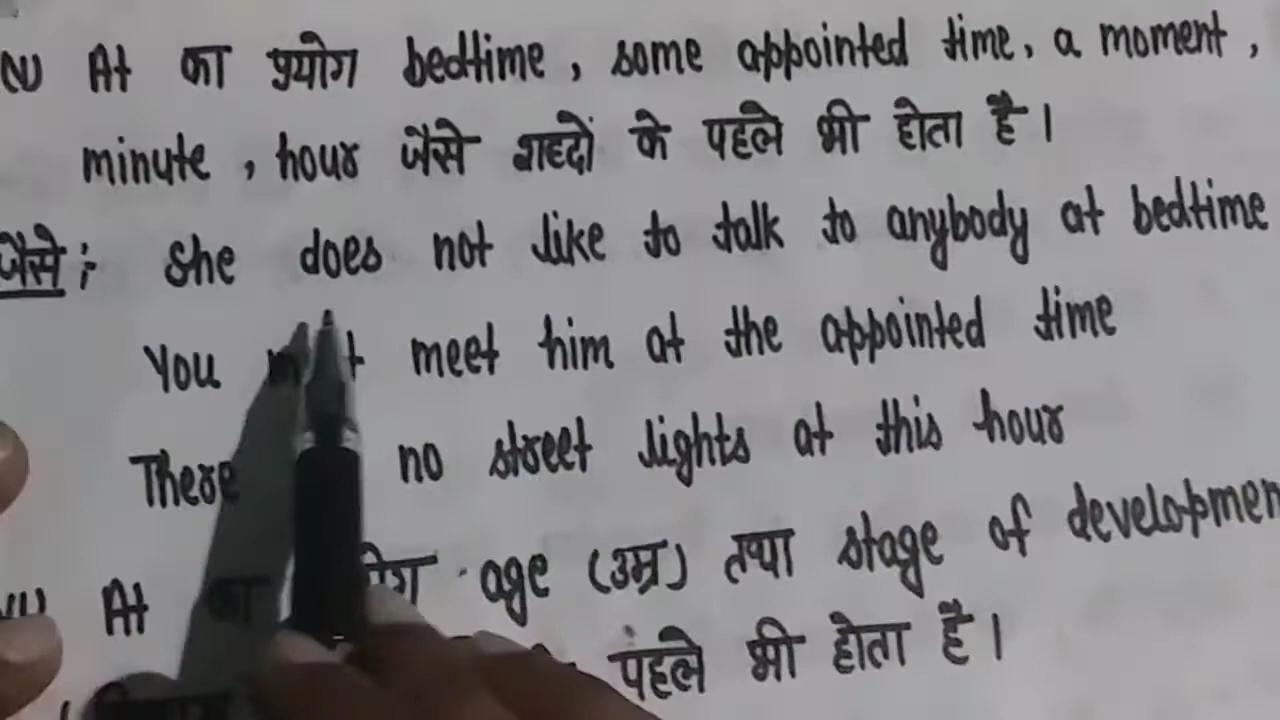 (V) At का प्रयोग bedtime, some appointed time, a moment,
minute, hour जैसे शब्दों के पहले भी होता है।
जैसे:- She does not like to talk to anybody at bedtime
You meet him at the appointed time
There no street lights at this hour
At का age (उम्र) तथा stage of developmen
पहले भी होता है।